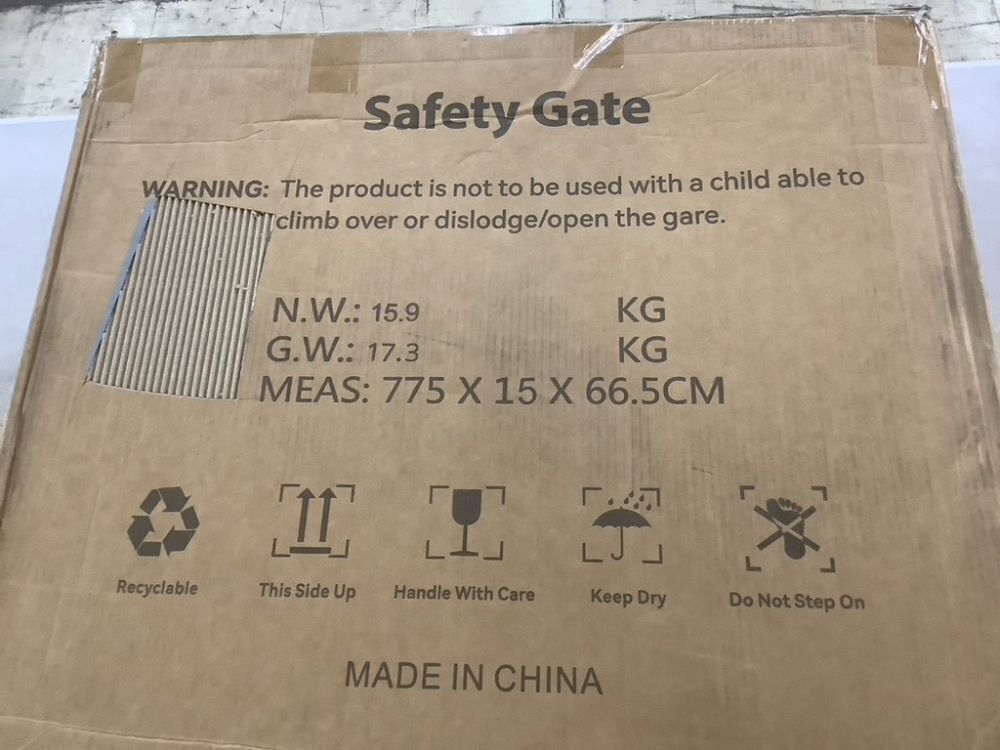 Safety Gate
WARNING: The product is not to be used with a child able to
climb over or dislodge/open the gare.
N.W.: 15.9 KG
G.W.: 17.3 KG
MEAS: 775 X 15 X 66.5CM
Recyclable This Side Up Handle With Care Keep Dry Do Not Step On
MADE IN CHINA